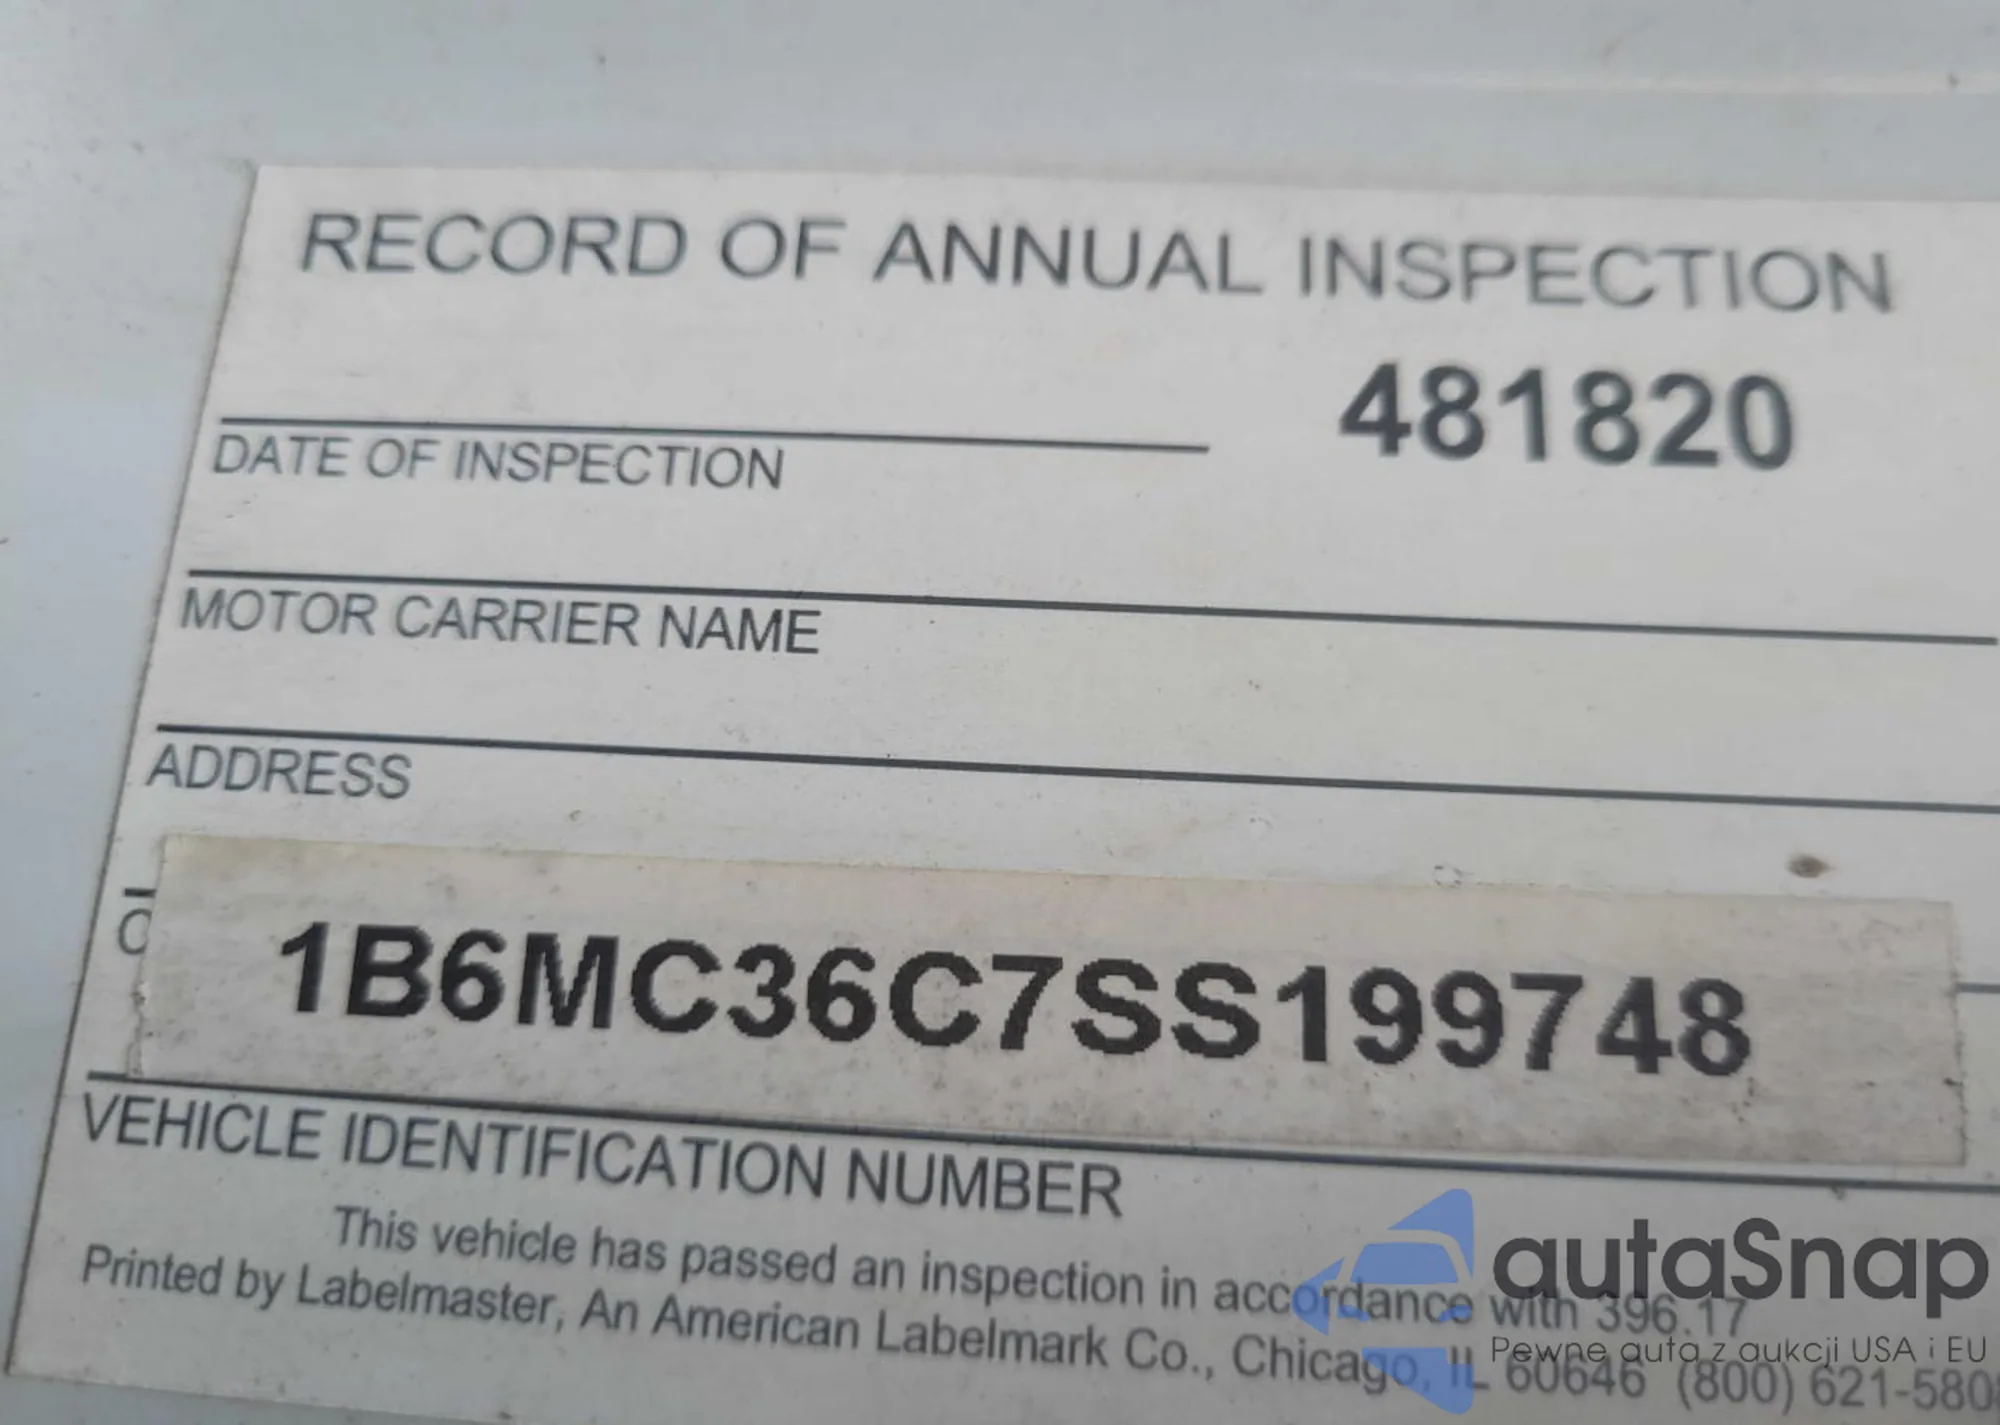 RECORD OF ANNUAL INSPECTION
481820
DATE OF INSPECTION
MOTOR CARRIER NAME
ADDRESS
1B6MC36C7SS199748
VEHICLE IDENTIFICATION NUMBER
This vehicle has passed an inspection in accordance with 396.17
Printed by Labelmaster, An American Labelmark Co., Chicago, IL 60646 (800) 621-580
autaSnap
Pewne auta z aukcji USA i EU